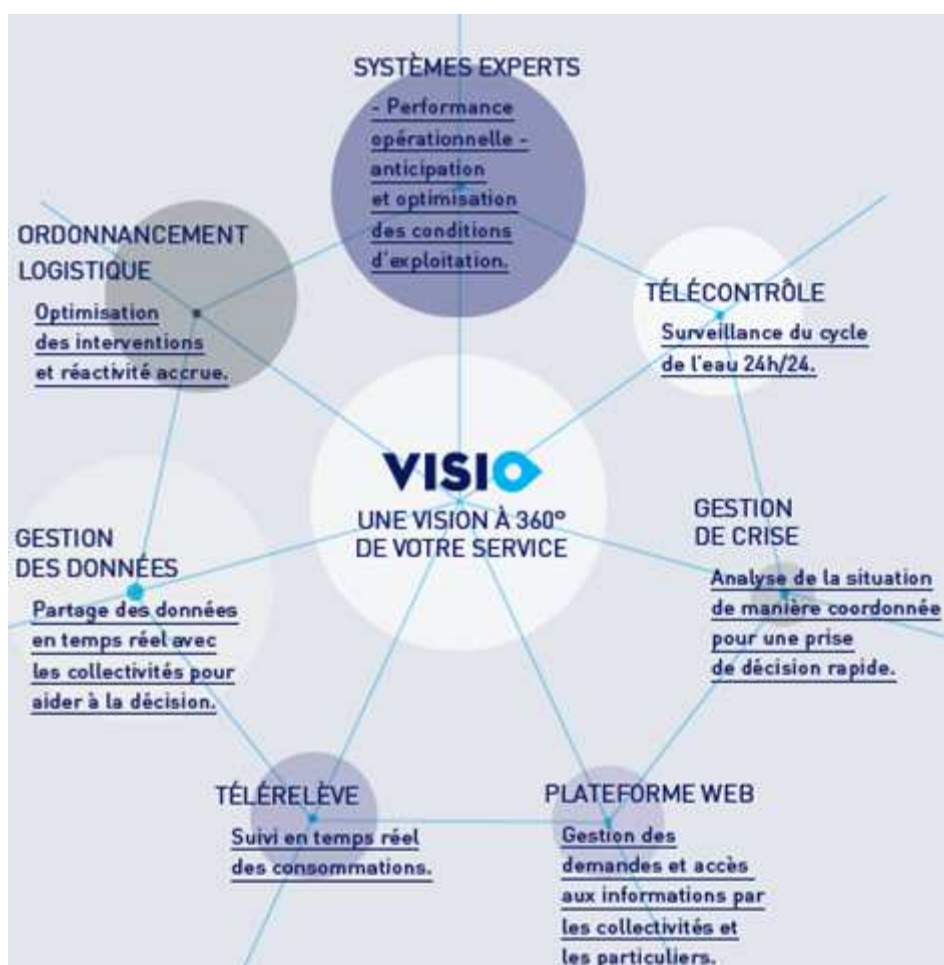 SYSTÈMES EXPERTS
- Performance
opérationnelle -
anticipation
et optimisation
des conditions
d'exploitation.
ORDONNANCEMENT
LOGISTIQUE
Optimisation
des interventions
et réactivité accrue.
TÉLÉCONTRÔLE
Surveillance du cycle
de l'eau 24h/24.
VISIO
UNE VISION À 360°
DE VOTRE SERVICE
GESTION
DES DONNÉES
Partage des données
en temps réel avec
les collectivités pour
aider à la décision.
GESTION
DE CRISE
Analyse de la situation
de manière coordonnée
pour une prise
de décision rapide.
TÉLÉRELÈVE
Suivi en temps réel
des consommations.
PLATEFORME WEB
Gestion des
demandes et accès
aux informations par
les collectivités et
les particuliers.